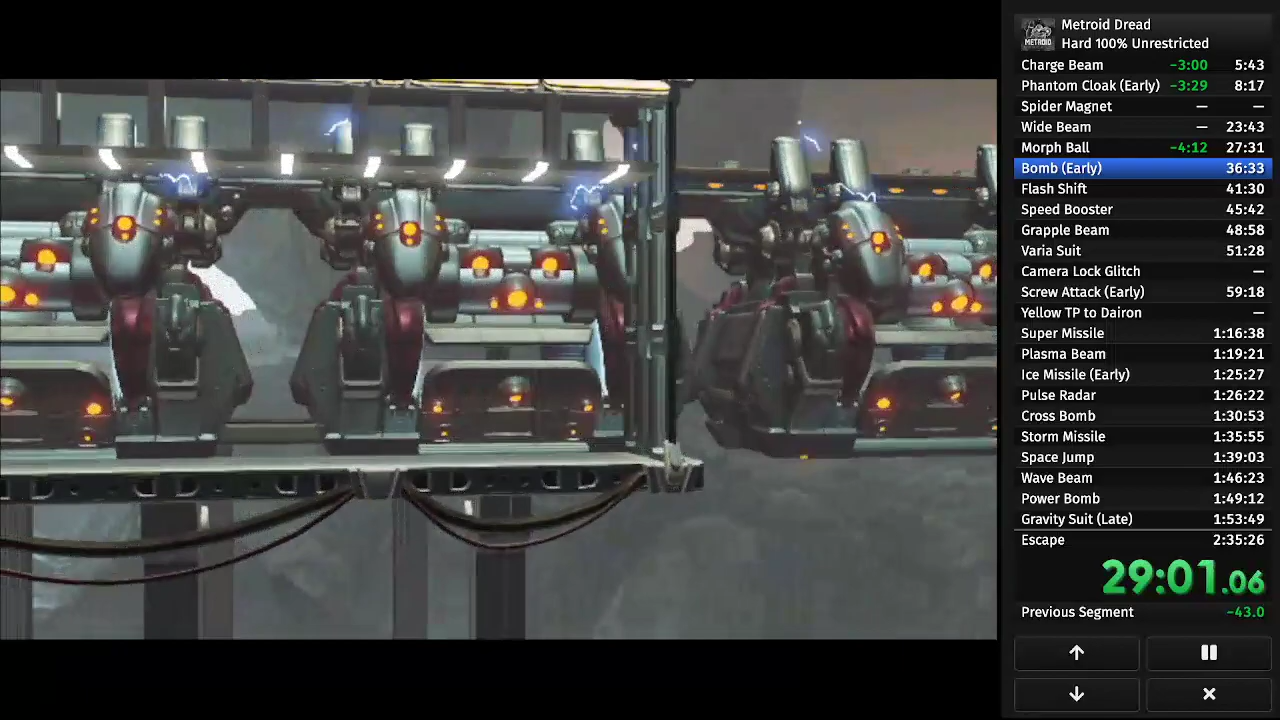 Metroid Dread
Hard 100% Unrestricted
Charge Beam −3:00 5:43
Phantom Cloak (Early) −3:29 8:17
Spider Magnet — —
Wide Beam — 23:43
Morph Ball −4:12 27:31
Bomb (Early) 36:33
Flash Shift 41:30
Speed Booster 45:42
Grapple Beam 48:58
Varia Suit 51:28
Camera Lock Glitch —
Screw Attack (Early) 59:18
Yellow TP to Dairon —
Super Missile 1:16:38
Plasma Beam 1:19:21
Ice Missile (Early) 1:25:27
Pulse Radar 1:26:22
Cross Bomb 1:30:53
Storm Missile 1:35:55
Space Jump 1:39:03
Wave Beam 1:46:23
Power Bomb 1:49:12
Gravity Suit (Late) 1:53:49
Escape 2:35:26
29:01.06
Previous Segment −43.0